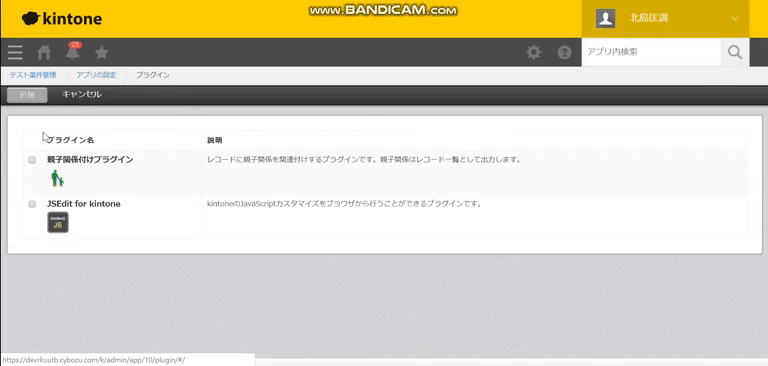 www.BANDICAM.com
kintone
北島匡調
25
アプリ内検索
テスト案件管理 アプリの設定 プラグイン
追加 キャンセル
プラグイン名 説明
親子関係付けプラグイン レコードに親子関係を関連付けするプラグインです。親子関係はレコード一覧として出力します。
JSEdit for kintone kintoneのJavaScriptカスタマイズをブラウザから行うことができるプラグインです。
JS
https://devrkuutb.cybozu.com/k/admin/app/10/plugin/#/